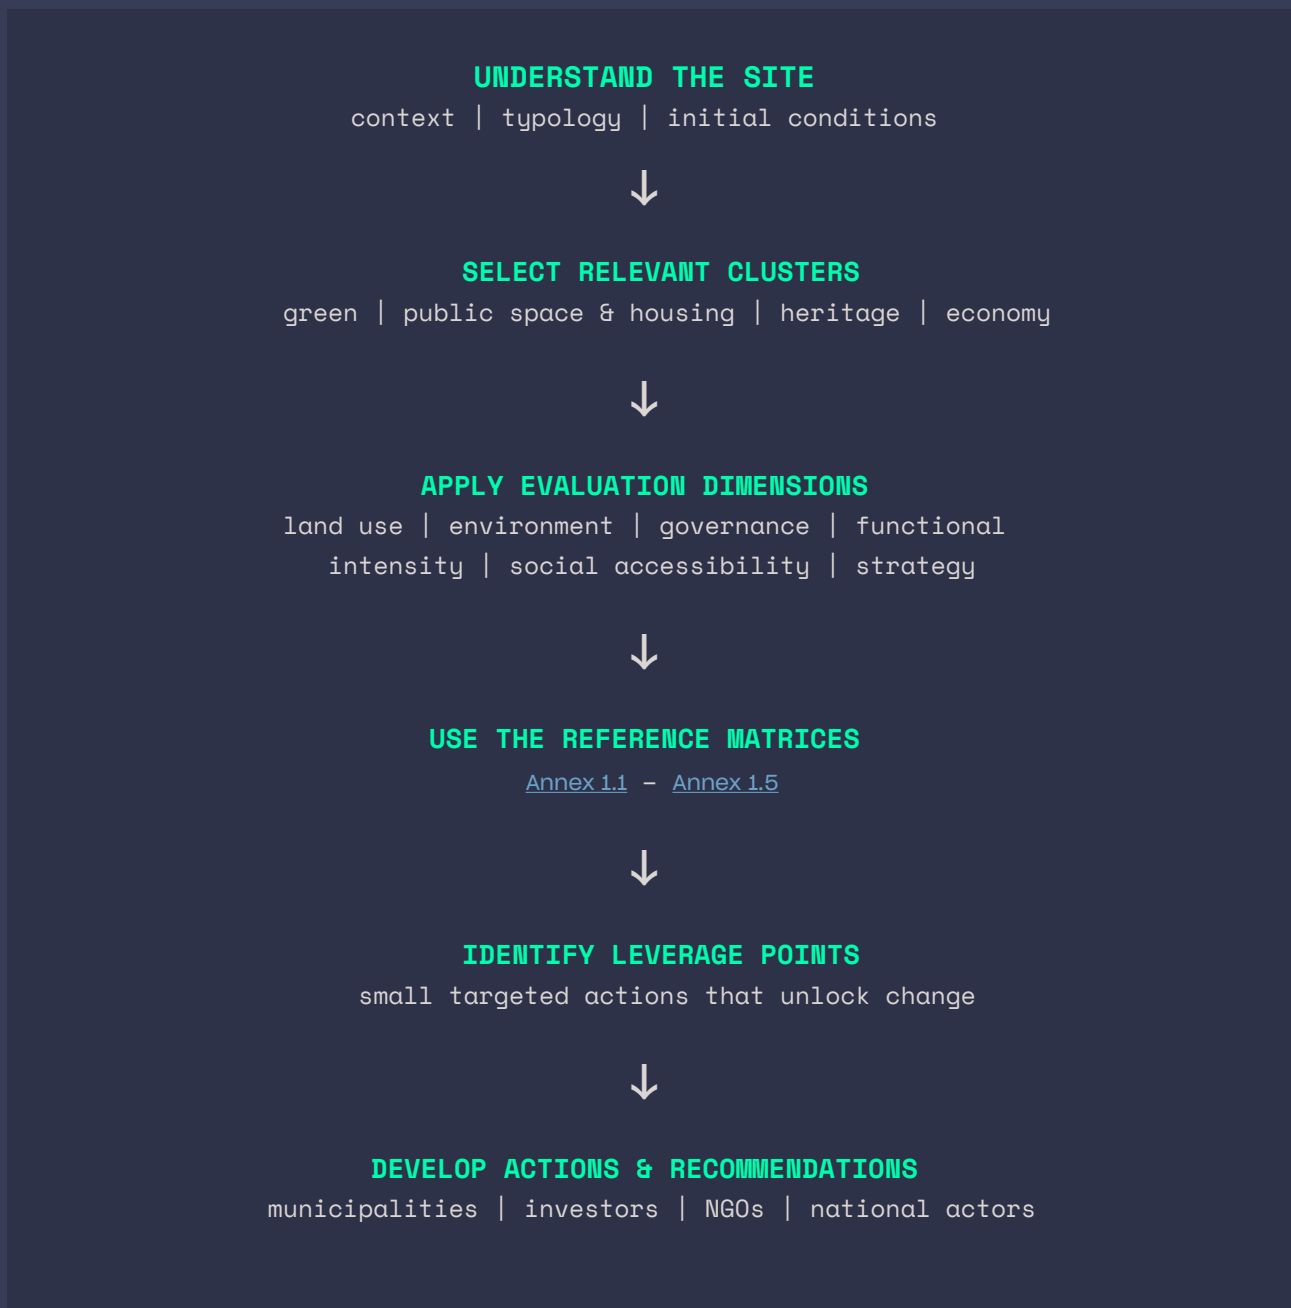 UNDERSTAND THE SITE
context | typology | initial conditions
↓
SELECT RELEVANT CLUSTERS
green | public space & housing | heritage | economy
↓
APPLY EVALUATION DIMENSIONS
land use | environment | governance | functional
intensity | social accessibility | strategy
↓
USE THE REFERENCE MATRICES
Annex 1.1 – Annex 1.5
↓
IDENTIFY LEVERAGE POINTS
small targeted actions that unlock change
↓
DEVELOP ACTIONS & RECOMMENDATIONS
municipalities | investors | NGOs | national actors